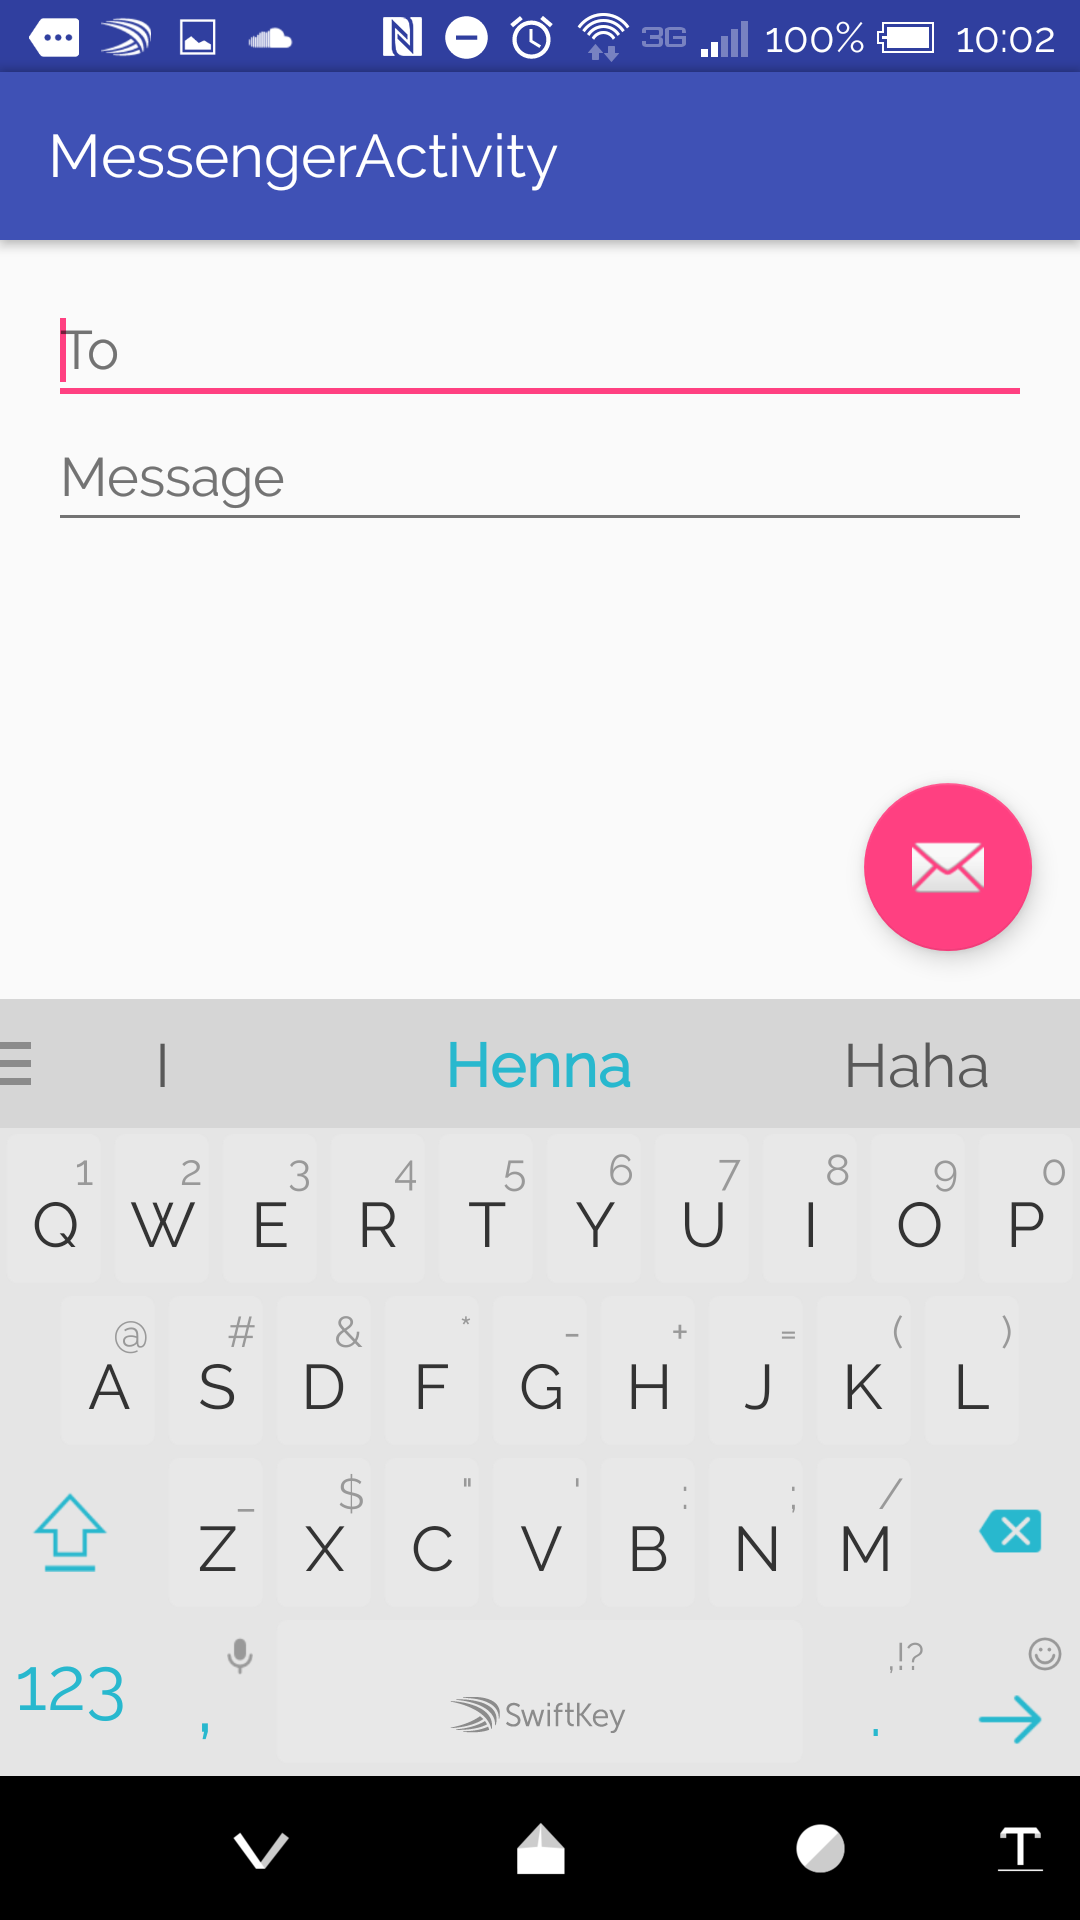 3G 100% 10:02
MessengerActivity
To
Message
I Henna Haha
1 2 3 4 5 6 7 8 9 0
Q W E R T Y U I O P
@ # & * - + = ( )
A S D F G H J K L
_ $ " ' : ; /
Z X C V B N M
,!?
123 , SwiftKey .
T